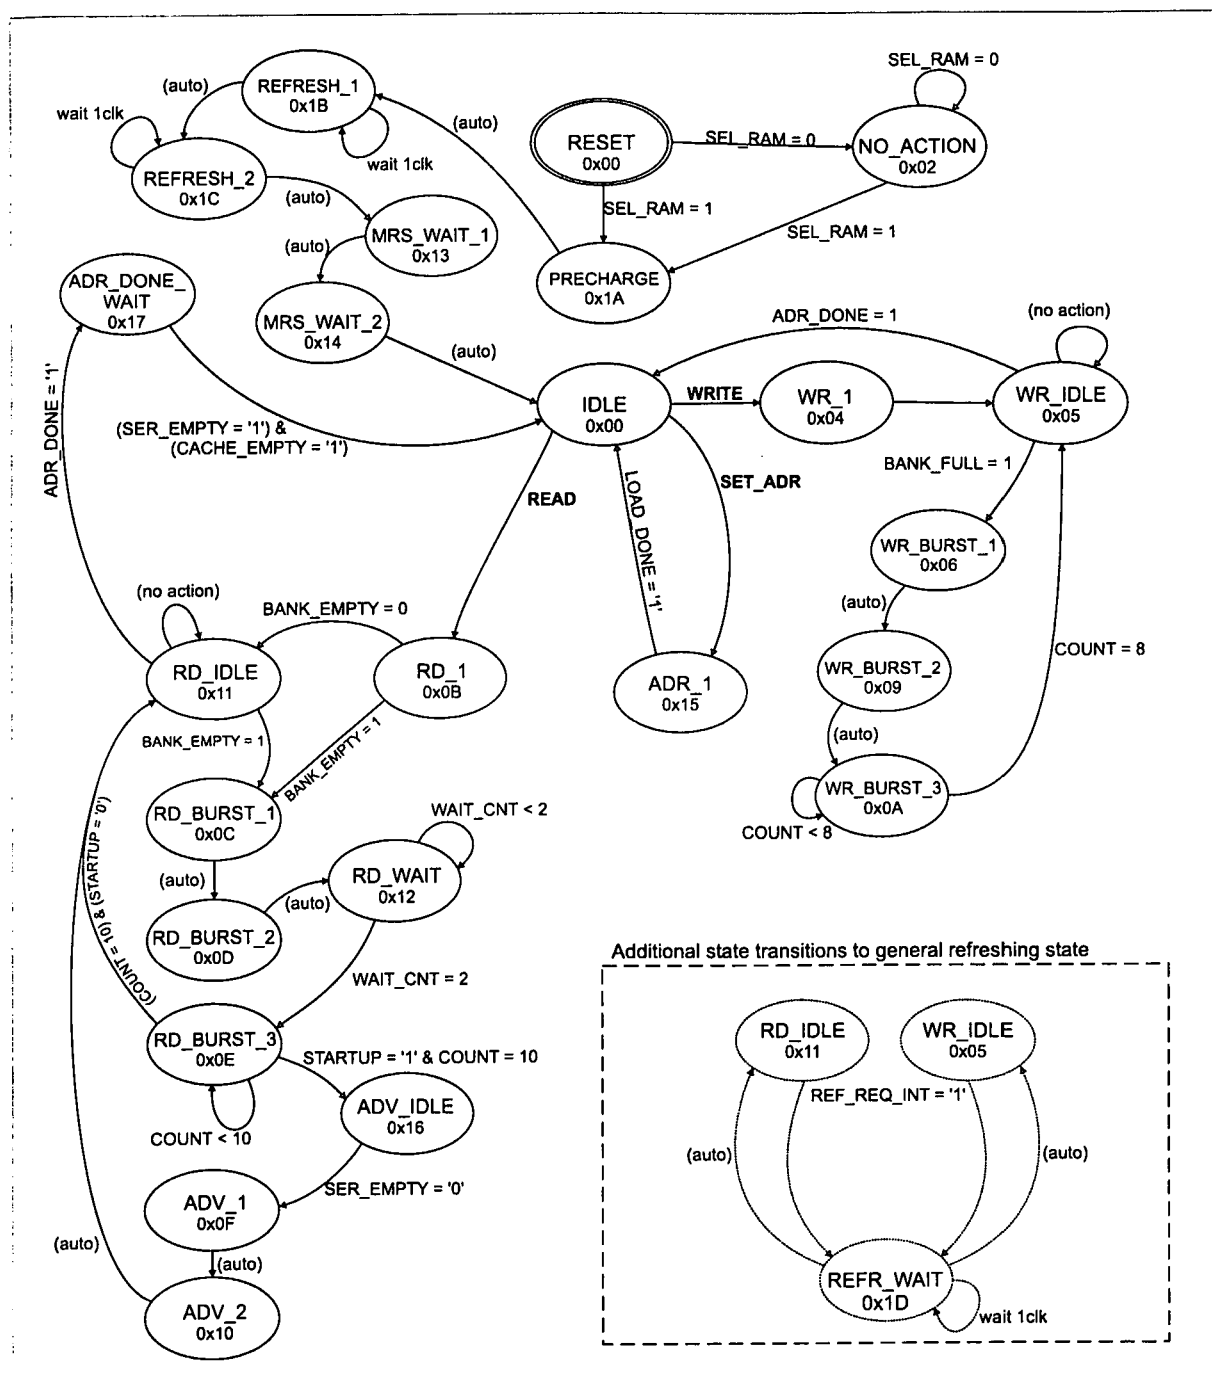 SEL_RAM = 0
(auto)
REFRESH_1
0x1B
wait 1clk
(auto)
RESET
0x00
SEL_RAM = 0
NO_ACTION
0x02
wait 1clk
REFRESH_2
0x1C
(auto)
SEL_RAM = 1
SEL_RAM = 1
MRS_WAIT_1
0x13
(auto)
PRECHARGE
0x1A
ADR_DONE_
WAIT
0x17
MRS_WAIT_2
0x14
ADR_DONE = 1
(no action)
(auto)
IDLE
0x00
WRITE
WR_1
0x04
WR_IDLE
0x05
ADR_DONE = '1'
(SER_EMPTY = '1') &
(CACHE_EMPTY = '1')
BANK_FULL = 1
READ
LOAD_DONE = '1'
SET_ADR
WR_BURST_1
0x06
(no action)
BANK_EMPTY = 0
(auto)
RD_IDLE
0x11
RD_1
0x0B
ADR_1
0x15
WR_BURST_2
0x09
COUNT = 8
BANK_EMPTY = 1
BANK_EMPTY = 1
(auto)
RD_BURST_1
0x0C
WR_BURST_3
0x0A
WAIT_CNT < 2
COUNT < 8
(COUNT = 10) & (STARTUP = '0')
(auto)
RD_WAIT
0x12
(auto)
RD_BURST_2
0x0D
WAIT_CNT = 2
Additional state transitions to general refreshing state
RD_BURST_3
0x0E
STARTUP = '1' & COUNT = 10
RD_IDLE
0x11
WR_IDLE
0x05
ADV_IDLE
0x16
REF_REQ_INT = '1'
COUNT < 10
(auto)
(auto)
SER_EMPTY = '0'
ADV_1
0x0F
(auto)
(auto)
REFR_WAIT
0x1D
wait 1clk
ADV_2
0x10